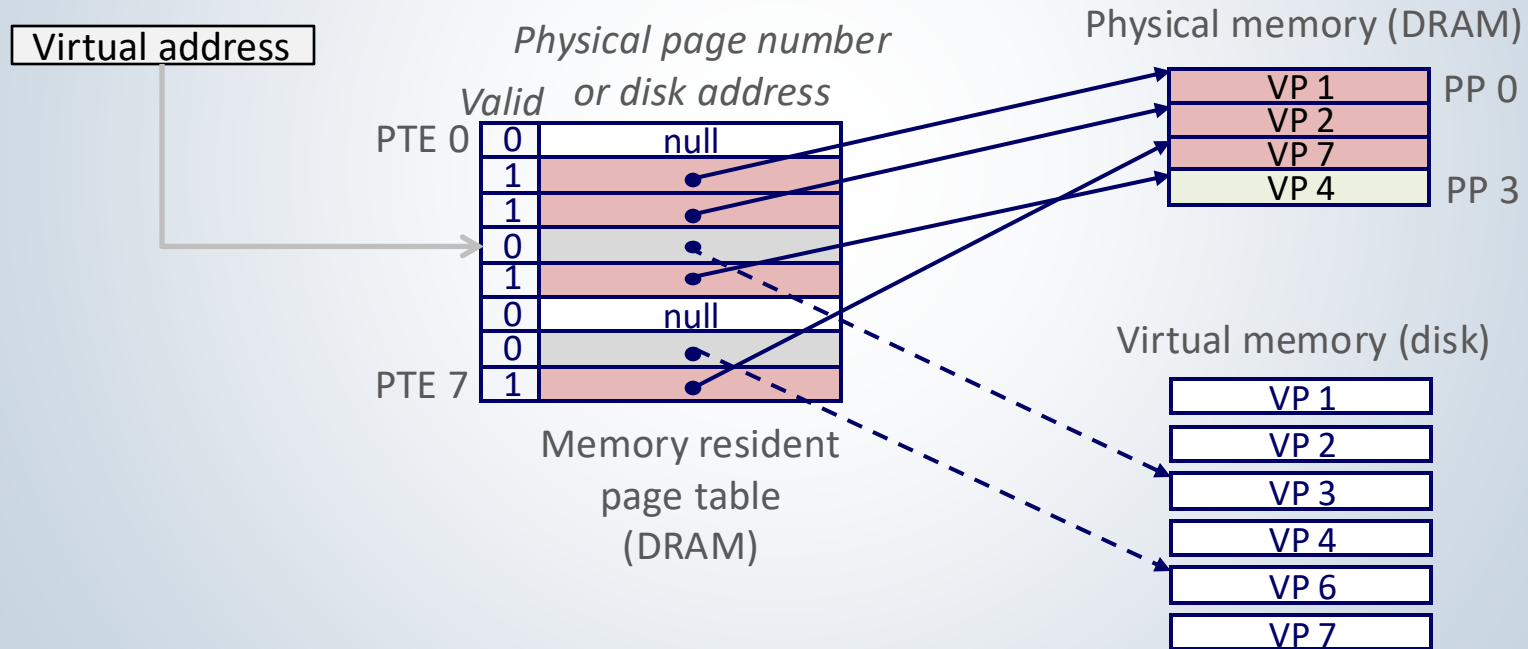 Virtual address
Physical page number
or disk address
Valid
PTE 0
0
null
1
1
0
1
0
null
0
PTE 7
1
Memory resident
page table
(DRAM)
Physical memory (DRAM)
VP 1
PP 0
VP 2
VP 7
VP 4
PP 3
Virtual memory (disk)
VP 1
VP 2
VP 3
VP 4
VP 6
VP 7